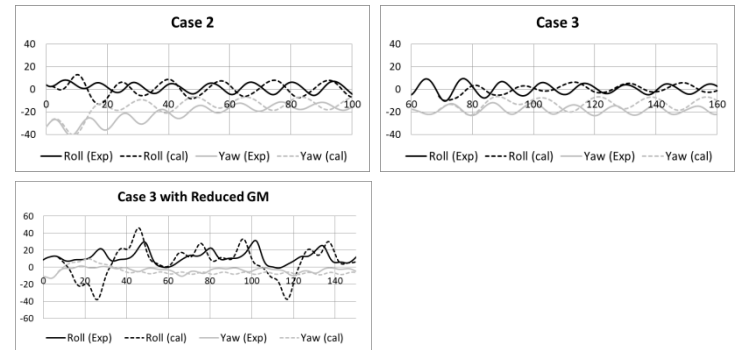 Case 2
40
20
0
-20
-40
0 20 40 60 80 100
Roll (Exp) Roll (cal) Yaw (Exp) Yaw (cal)
Case 3
40
20
0
-20
-40
60 80 100 120 140 160
Roll (Exp) Roll (cal) Yaw (Exp) Yaw (cal)
Case 3 with Reduced GM
60
40
20
0
-20
-40
-60
0 20 40 60 80 100 120 140
Roll (Exp) Roll (cal) Yaw (Exp) Yaw (cal)